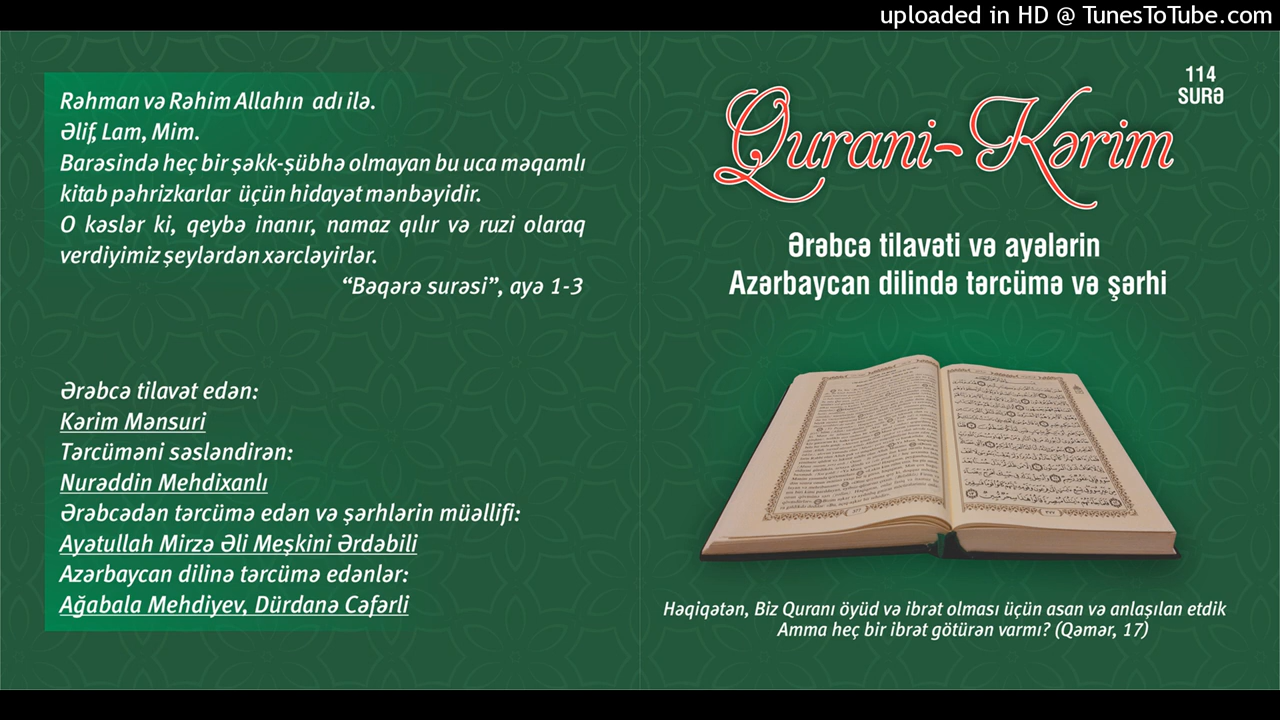 uploaded in HD @ TunesToTube.com
Rəhman və Rəhim Allahın adı ilə.
Əlif, Lam, Mim.
Barəsində heç bir şəkk-şübhə olmayan bu uca məqamlı
kitab pəhrizkarlar üçün hidayət mənbəyidir.
O kəslər ki, qeybə inanır, namaz qılır və ruzi olaraq
verdiyimiz şeylərdən xərcləyirlər.
“Bəqərə surəsi”, ayə 1-3
Ərəbcə tilavət edən:
Kərim Mənsuri
Tərcüməni səsləndirən:
Nurəddin Mehdixanlı
Ərəbcədən tərcümə edən və şərhlərin müəllifi:
Ayətullah Mirzə Əli Meşkini Ərdəbili
Azərbaycan dilinə tərcümə edənlər:
Ağabala Mehdiyev, Dürdanə Cəfərli
114
SURƏ
Qurani-Kərim
Ərəbcə tilavəti və ayələrin
Azərbaycan dilində tərcümə və şərhi
Həqiqətən, Biz Quranı öyüd və ibrət olması üçün asan və anlaşılan etdik
Amma heç bir ibrət götürən varmı? (Qəmər, 17)